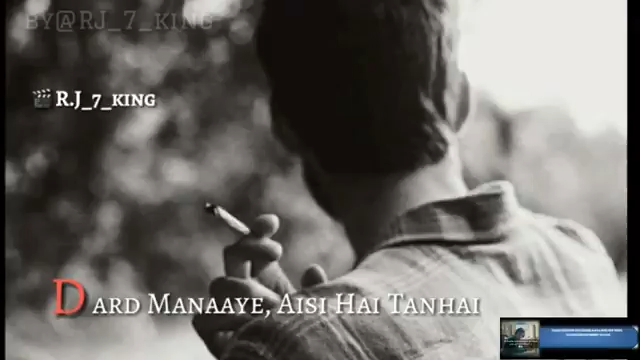 BY@RJ_7_KING
🎬 R.J_7_KING
DARD MANAAYE, AISI HAI TANHAI